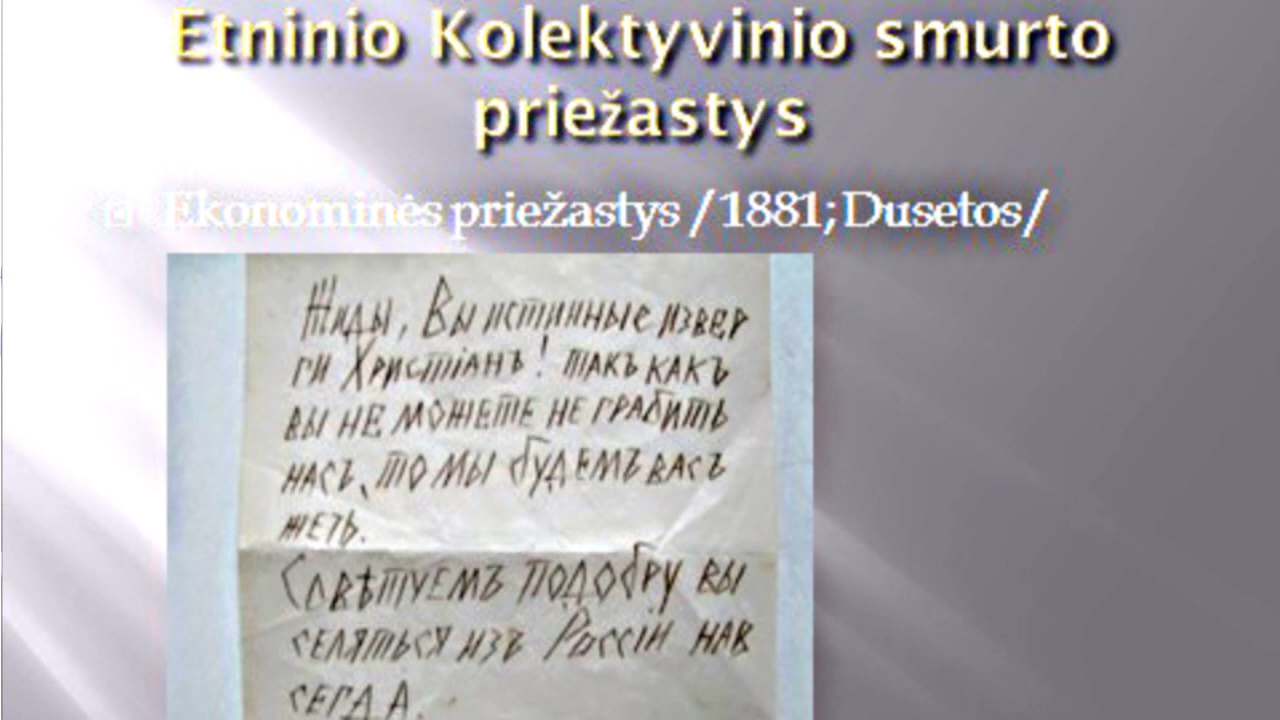 Etninio Kolektyvinio smurto
priežastys
Ekonominės priežastys /1881; Dusetos/
Жиды, Вы истинные извер
ги Христіанъ! такъ какъ
вы не можете не грабить
насъ, то мы будемъ васъ
жеть.
Совѣтуемъ подобру вы
селяться изъ Россіи нав
сегда.